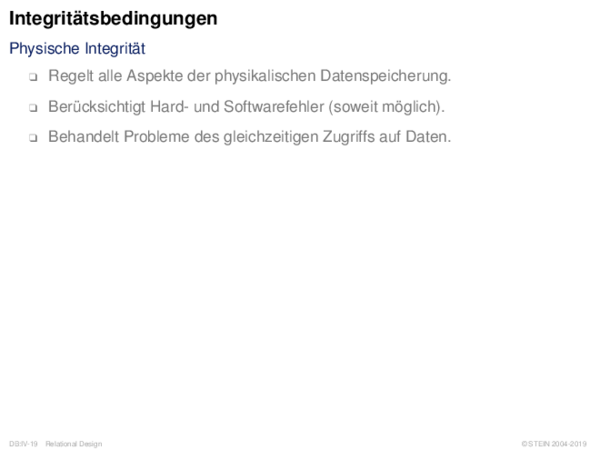 Integritätsbedingungen
Physische Integrität
❑ Regelt alle Aspekte der physikalischen Datenspeicherung.
❑ Berücksichtigt Hard- und Softwarefehler (soweit möglich).
❑ Behandelt Probleme des gleichzeitigen Zugriffs auf Daten.
DB:IV-19 Relational Design © STEIN 2004-2019